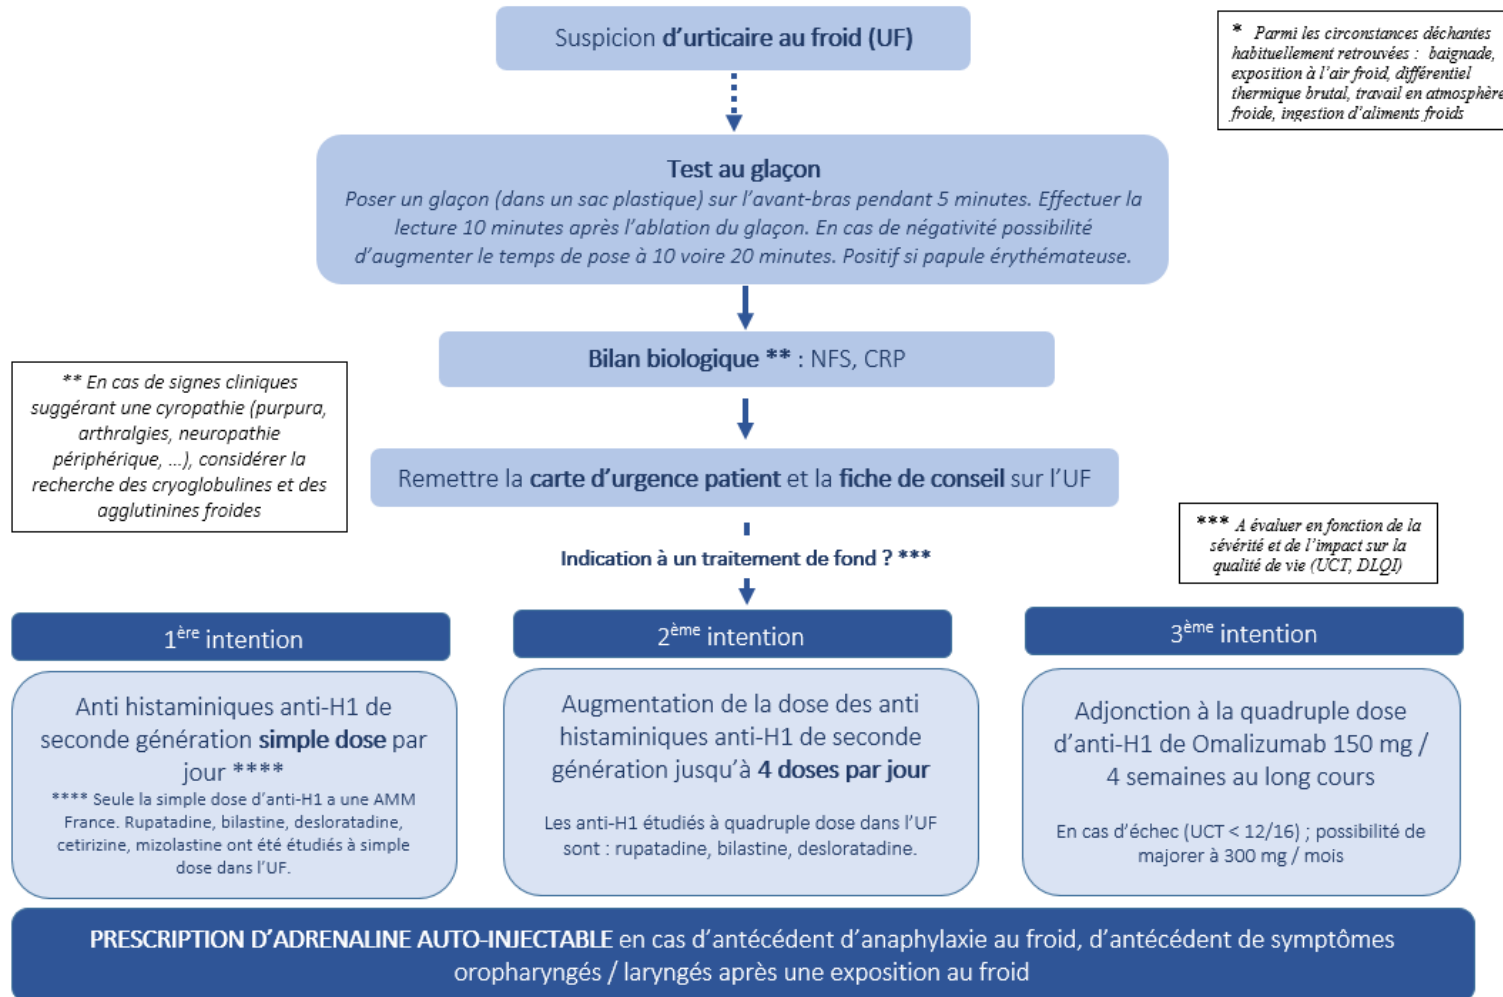 Suspicion d'urticaire au froid (UF)
* Parmi les circonstances déchantes
habituellement retrouvées : baignade,
exposition à l'air froid, différentiel
thermique brutal, travail en atmosphère
froide, ingestion d'aliments froids
Test au glaçon
Poser un glaçon (dans un sac plastique) sur l'avant-bras pendant 5 minutes. Effectuer la
lecture 10 minutes après l'ablation du glaçon. En cas de négativité possibilité
d'augmenter le temps de pose à 10 voire 20 minutes. Positif si papule érythémateuse.
Bilan biologique ** : NFS, CRP
** En cas de signes cliniques
suggérant une cyropathie (purpura,
arthralgies, neuropathie
périphérique, ...), considérer la
recherche des cryoglobulines et des
agglutinines froides
Remettre la carte d'urgence patient et la fiche de conseil sur l'UF
*** A évaluer en fonction de la
sévérité et de l'impact sur la
qualité de vie (UCT, DLQI)
Indication à un traitement de fond ? ***
1ère intention
Anti histaminiques anti-H1 de
seconde génération simple dose par
jour ****
**** Seule la simple dose d'anti-H1 a une AMM
France. Rupatadine, bilastine, desloratadine,
cetirizine, mizolastine ont été étudiés à simple
dose dans l'UF.
2ème intention
Augmentation de la dose des anti
histaminiques anti-H1 de seconde
génération jusqu'à 4 doses par jour
Les anti-H1 étudiés à quadruple dose dans l'UF
sont : rupatadine, bilastine, desloratadine.
3ème intention
Adjonction à la quadruple dose
d'anti-H1 de Omalizumab 150 mg /
4 semaines au long cours
En cas d'échec (UCT < 12/16) ; possibilité de
majorer à 300 mg / mois
PRESCRIPTION D'ADRENALINE AUTO-INJECTABLE en cas d'antécédent d'anaphylaxie au froid, d'antécédent de symptômes
oropharyngés / laryngés après une exposition au froid